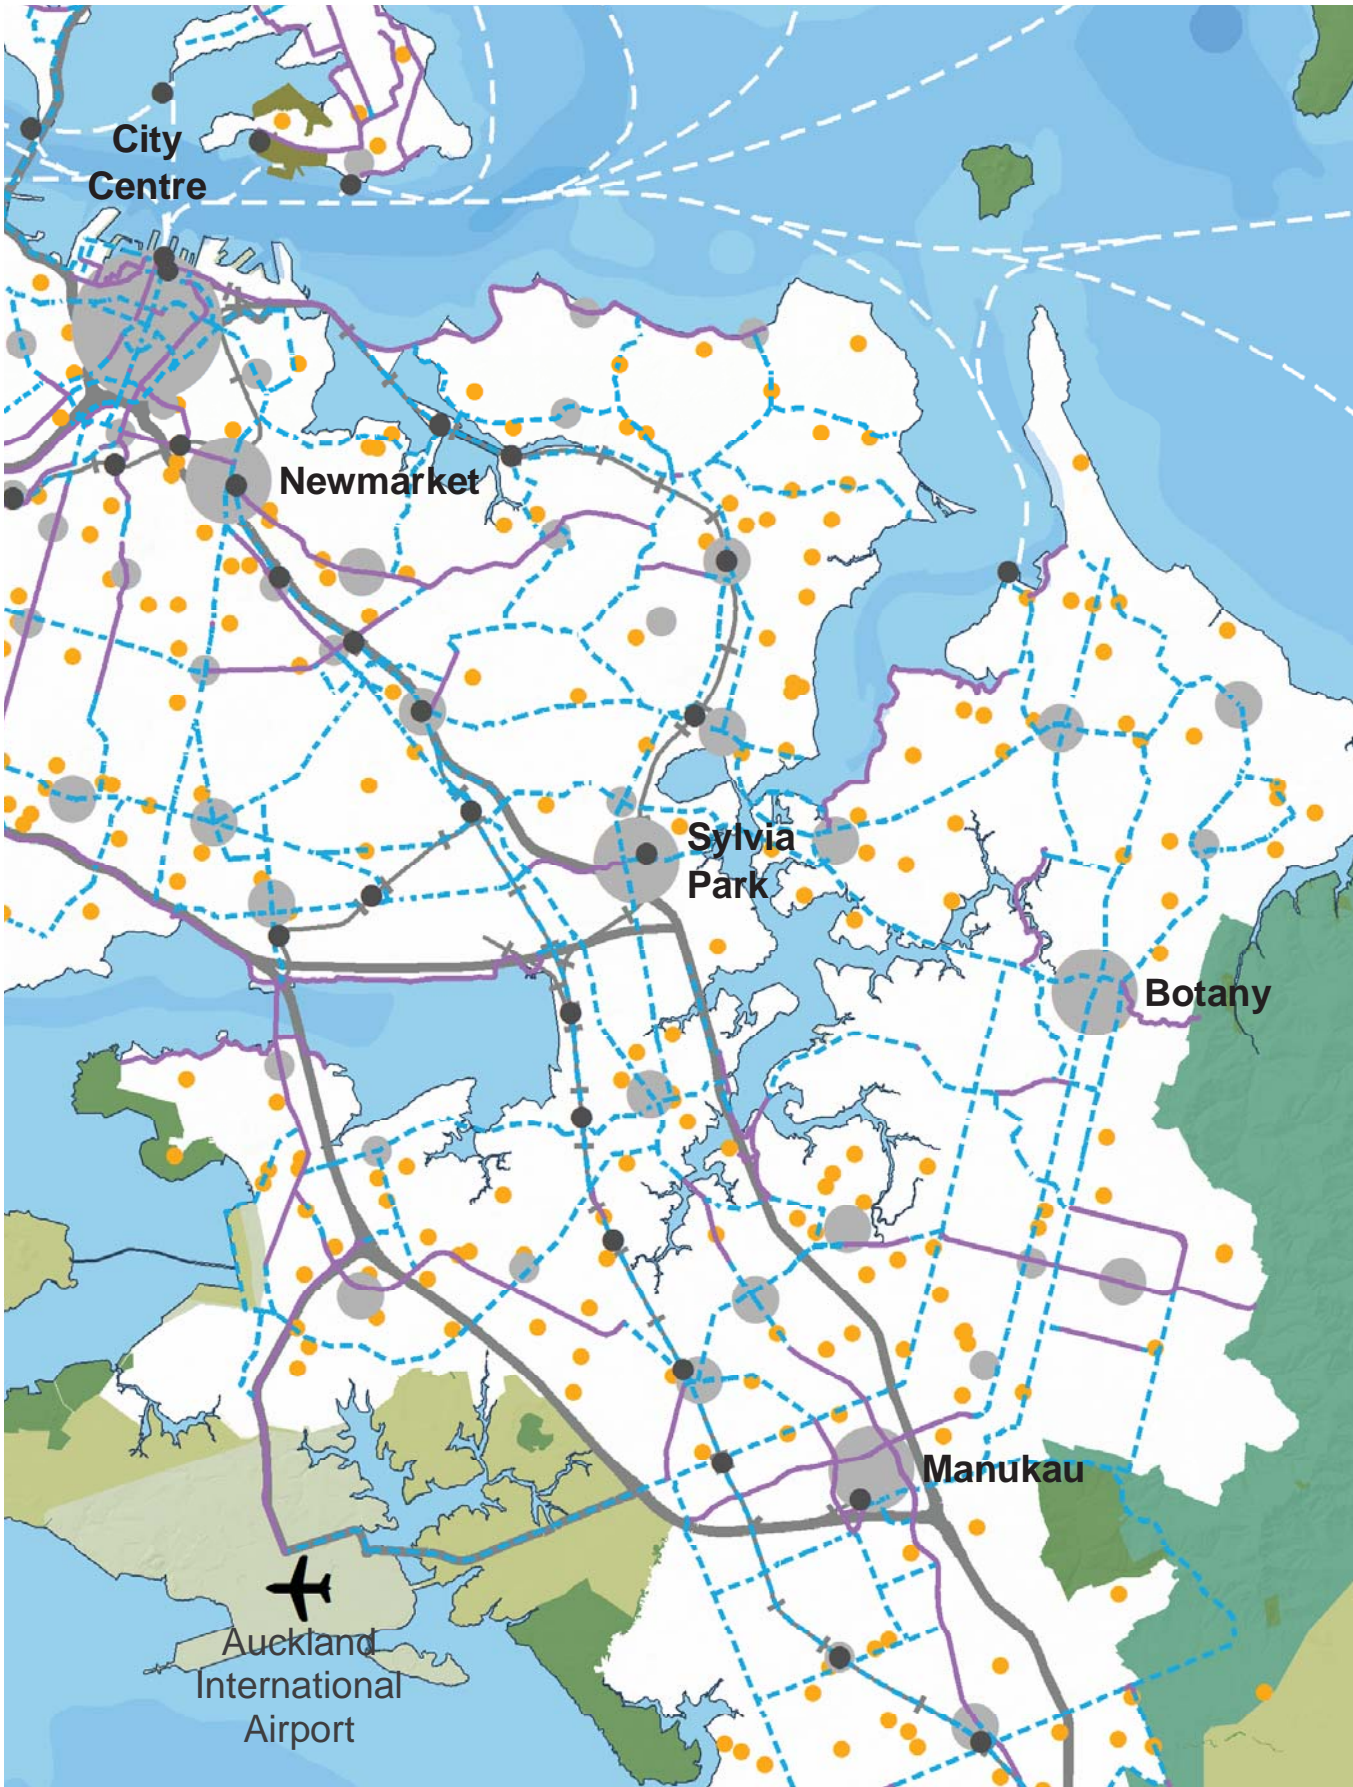 City
Centre
Newmarket
Sylvia
Park
Botany
Manukau
Auckland
International
Airport